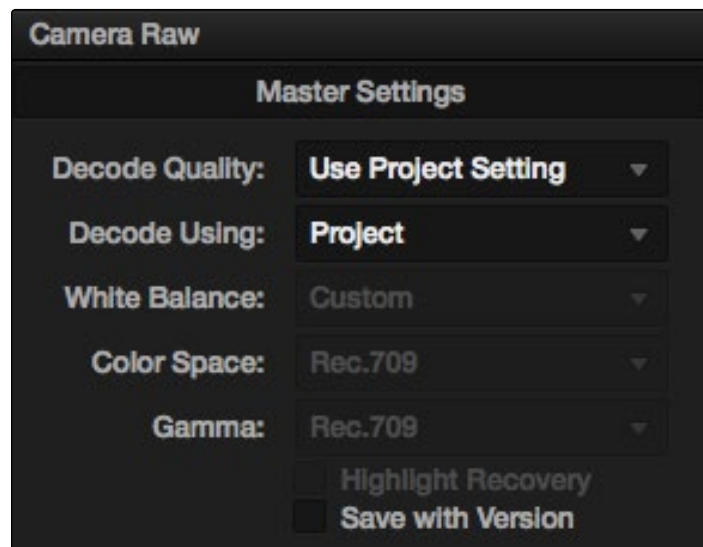 Camera Raw
Master Settings
Decode Quality: Use Project Setting
Decode Using: Project
White Balance: Custom
Color Space: Rec.709
Gamma: Rec.709
Highlight Recovery
Save with Version